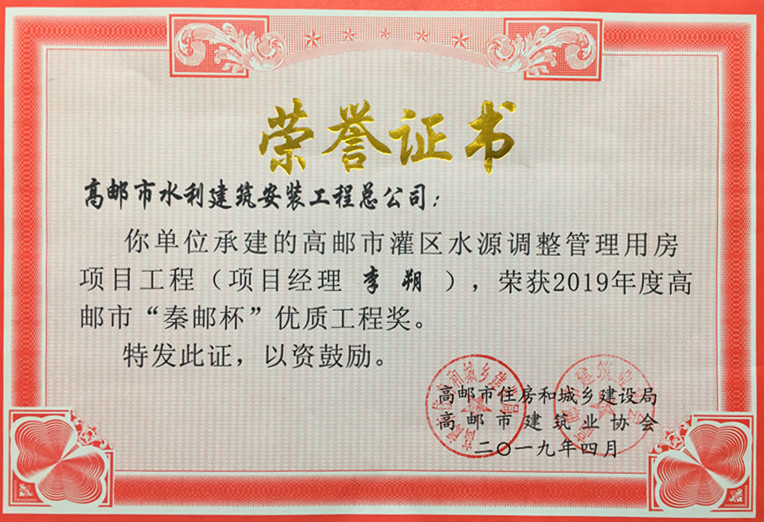 荣誉证书
高邮市水利建筑安装工程总公司：
你单位承建的高邮市灌区水源调整管理用房
项目工程（项目经理 李朔 ），荣获2019年度高
邮市“秦邮杯”优质工程奖。
特发此证，以资鼓励。
高邮市住房和城乡建设局
高邮市建筑业协会
二〇一九年四月